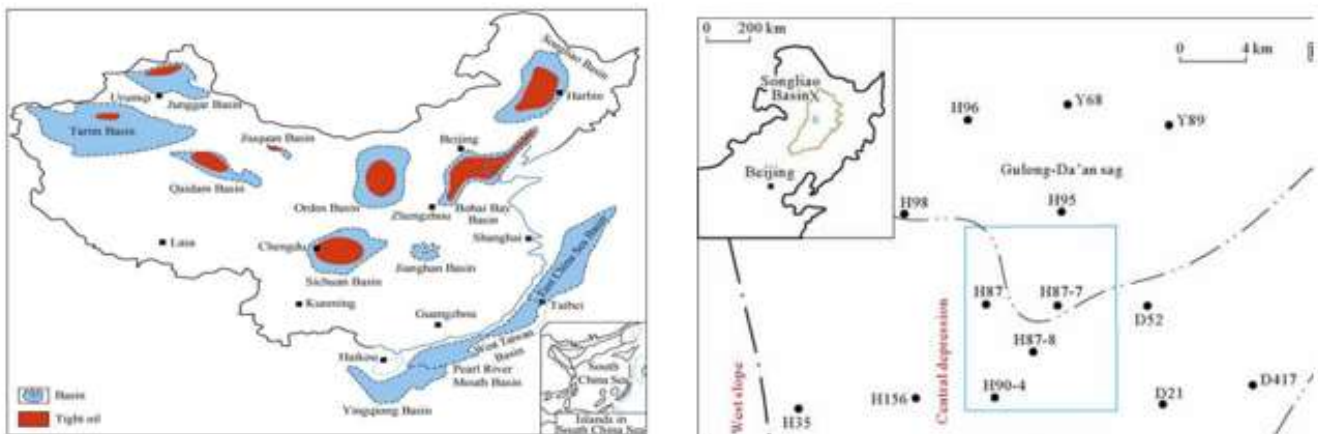 Songliao Basin
Urumqi
Junggar Basin
Harbin
Tarim Basin
Jiuquan Basin
Beijing
Qaidam Basin
Ordos Basin
Zhengzhou
Bohai Bay
Basin
Lasa
Chengdu
Shanghai
East China Sea Basin
Jianghan Basin
Sichuan Basin
Kunming
Taibei
Guangzhou
West Taiwan
Basin
Haikou
Pearl River
Mouth Basin
South
China Sea
Basin
Tight oil
Yingqiong Basin
Islands in
South China Sea
0 200 km
0 4 km
Songliao
Basin
Beijing
H96
Y68
Y89
Gulong-Da'an sag
H98
H95
H87
H87-7
D52
H87-8
West slope
Central depression
H156
H90-4
D21
D417
H35